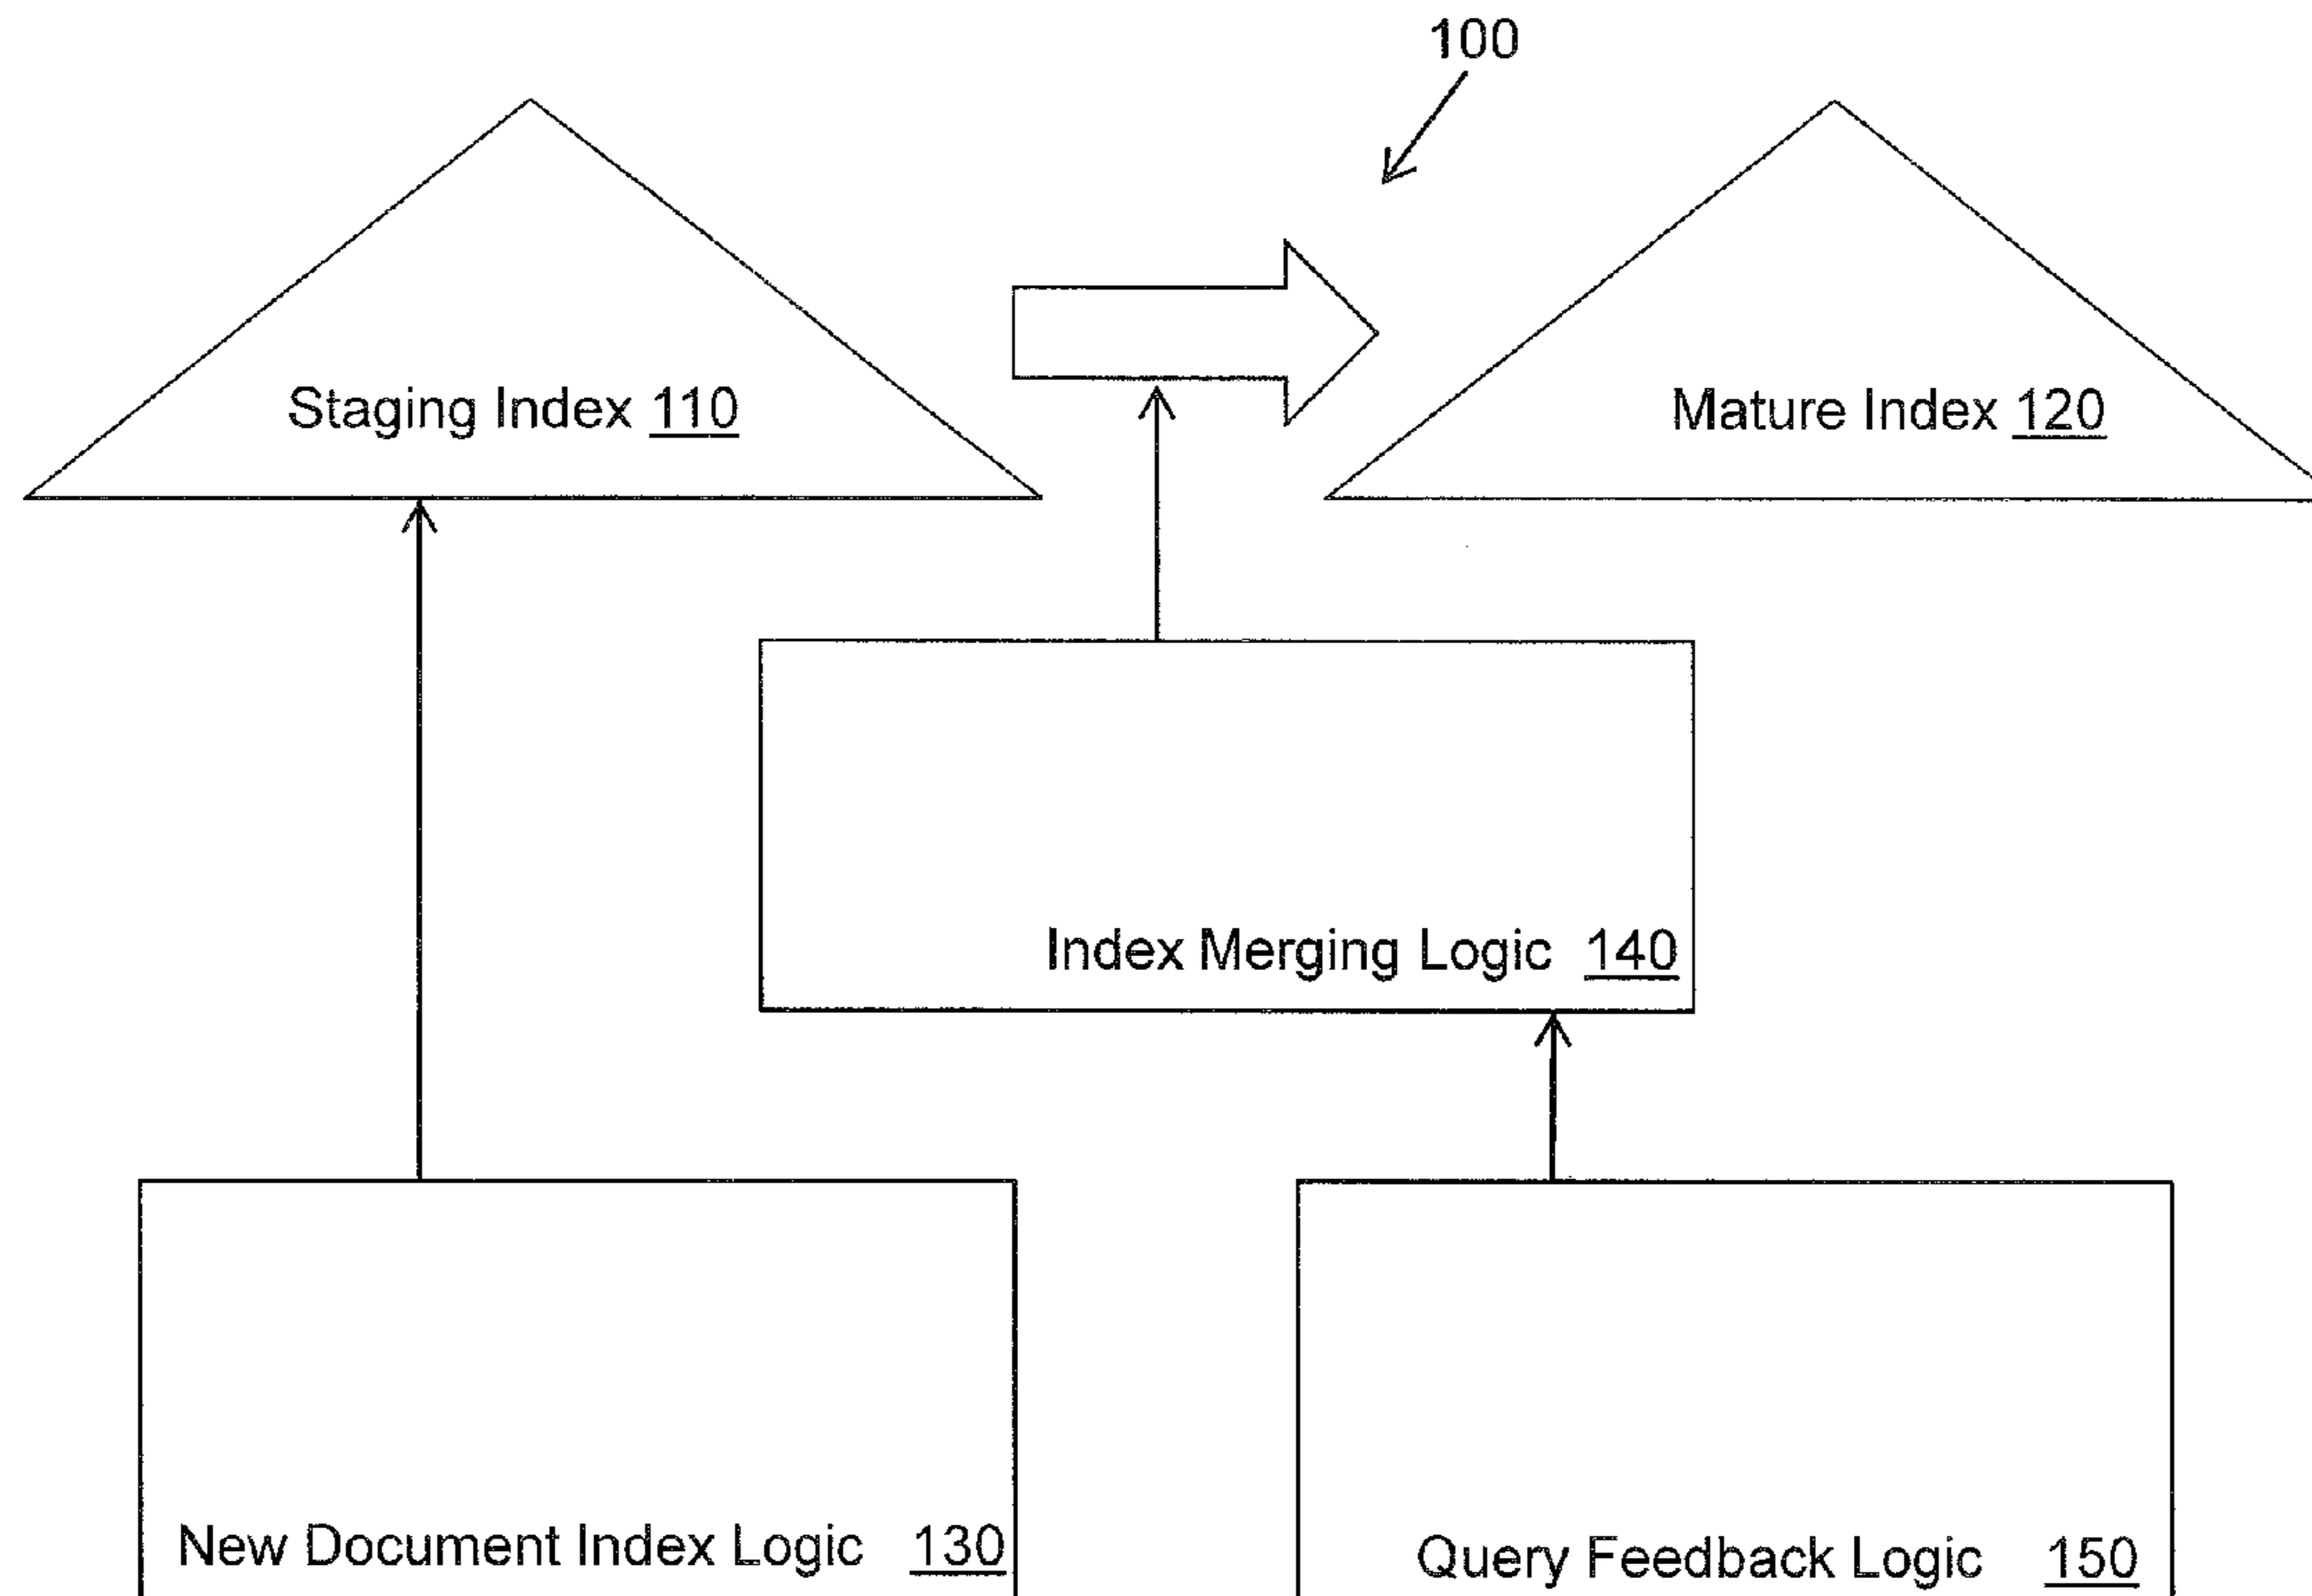 100
Staging Index 110
Mature Index 120
Index Merging Logic 140
New Document Index Logic 130
Query Feedback Logic 150